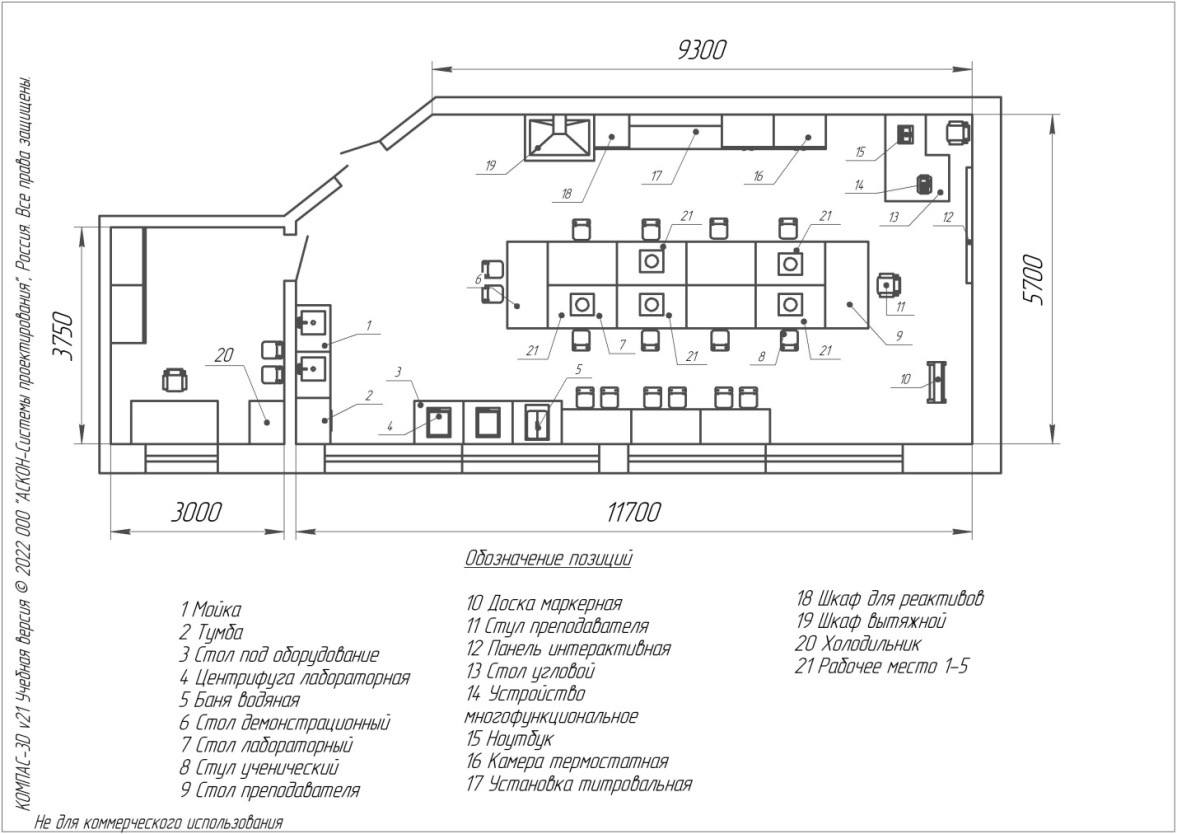 9300
19
18
17
16
15
14
13
12
5700
21
21
6
11
3750
1
20
21
7
21
8
21
9
3
5
10
2
4
3000
11700
Обозначение позиций
1 Мойка
2 Тумба
3 Стол под оборудование
4 Центрифуга лабораторная
5 Баня водяная
6 Стол демонстрационный
7 Стол лабораторный
8 Стул ученический
9 Стол преподавателя
10 Доска маркерная
11 Стул преподавателя
12 Панель интерактивная
13 Стол угловой
14 Устройство
многофункциональное
15 Ноутбук
16 Камера термостатная
17 Установка титровальная
18 Шкаф для реактивов
19 Шкаф вытяжной
20 Холодильник
21 Рабочее место 1-5
КОМПАС-3D v21 Учебная версия © 2022 ООО "АСКОН-Системы проектирования", Россия. Все права защищены.
Не для коммерческого использования